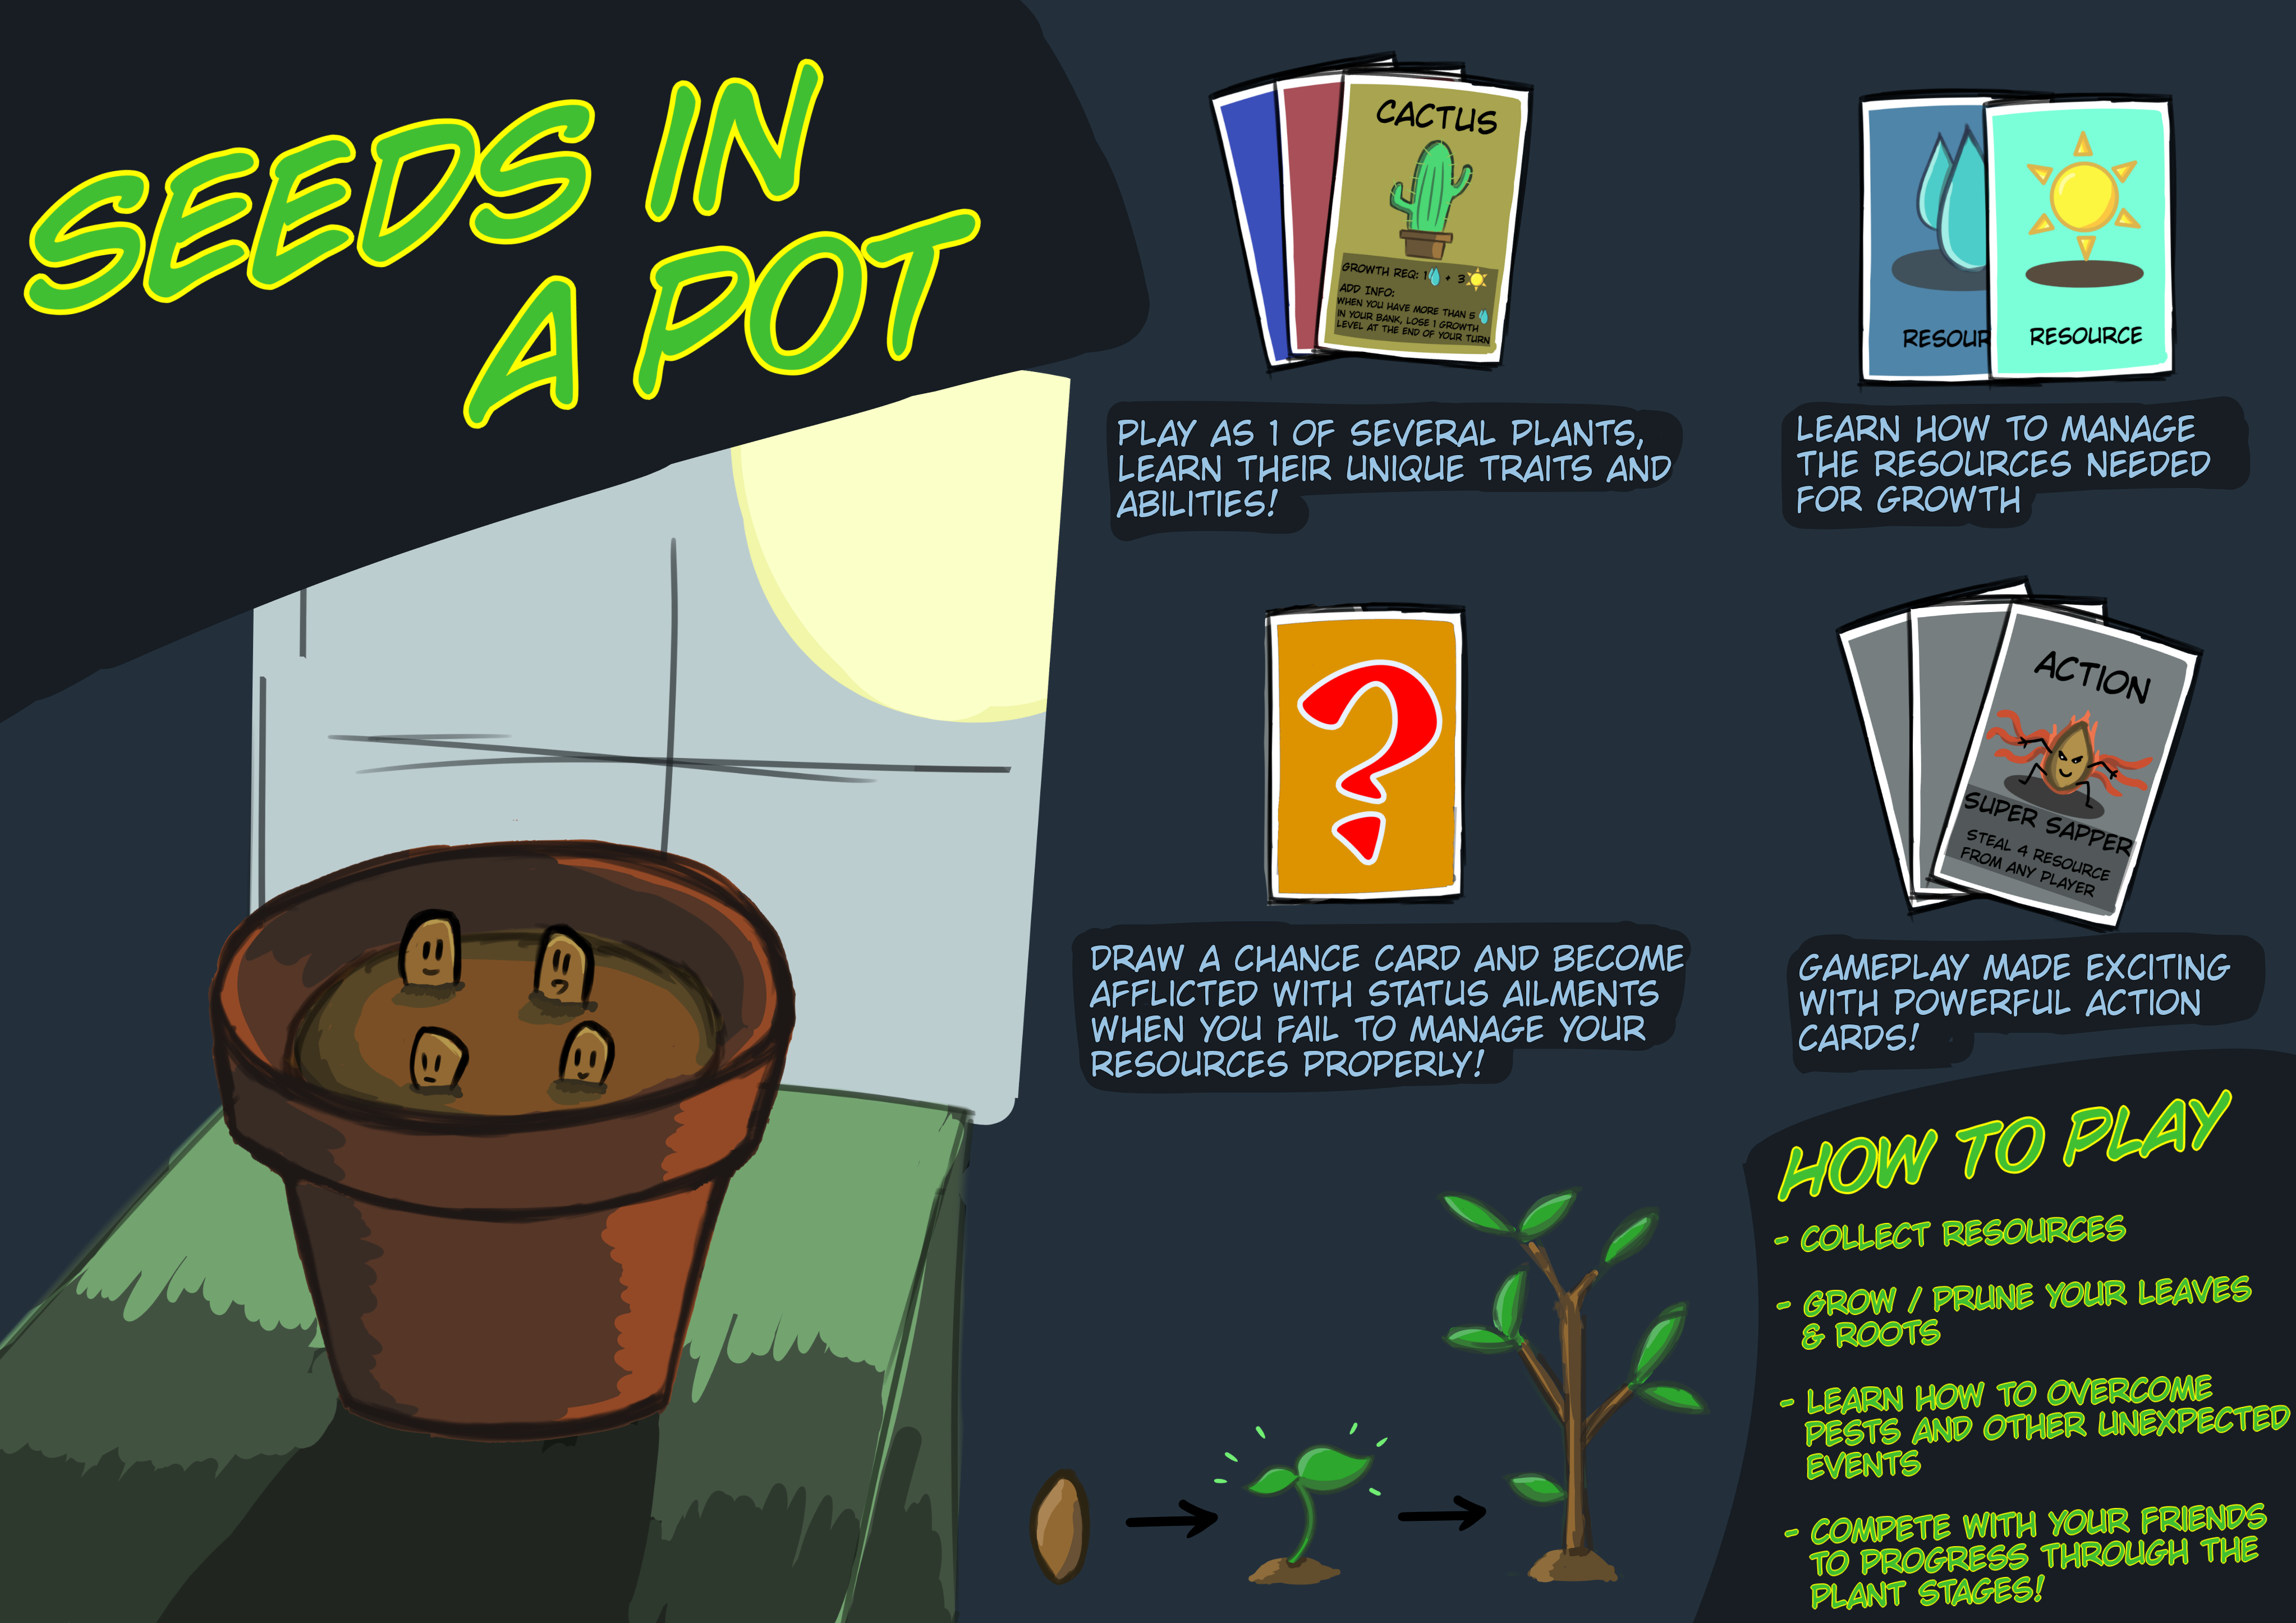 SEEDS IN
A POT
CACTUS
GROWTH REQ: 1 + 3
ADD INFO:
WHEN YOU HAVE MORE THAN 5
IN YOUR BANK, LOSE 1 GROWTH
LEVEL AT THE END OF YOUR TURN
PLAY AS 1 OF SEVERAL PLANTS,
LEARN THEIR UNIQUE TRAITS AND
ABILITIES!
RESOUR
RESOURCE
LEARN HOW TO MANAGE
THE RESOURCES NEEDED
FOR GROWTH
?
DRAW A CHANCE CARD AND BECOME
AFFLICTED WITH STATUS AILMENTS
WHEN YOU FAIL TO MANAGE YOUR
RESOURCES PROPERLY!
ACTION
SUPER SAPPER
STEAL 4 RESOURCE
FROM ANY PLAYER
GAMEPLAY MADE EXCITING
WITH POWERFUL ACTION
CARDS!
HOW TO PLAY
- COLLECT RESOURCES
- GROW / PRUNE YOUR LEAVES
& ROOTS
- LEARN HOW TO OVERCOME
PESTS AND OTHER UNEXPECTED
EVENTS
- COMPETE WITH YOUR FRIENDS
TO PROGRESS THROUGH THE
PLANT STAGES!